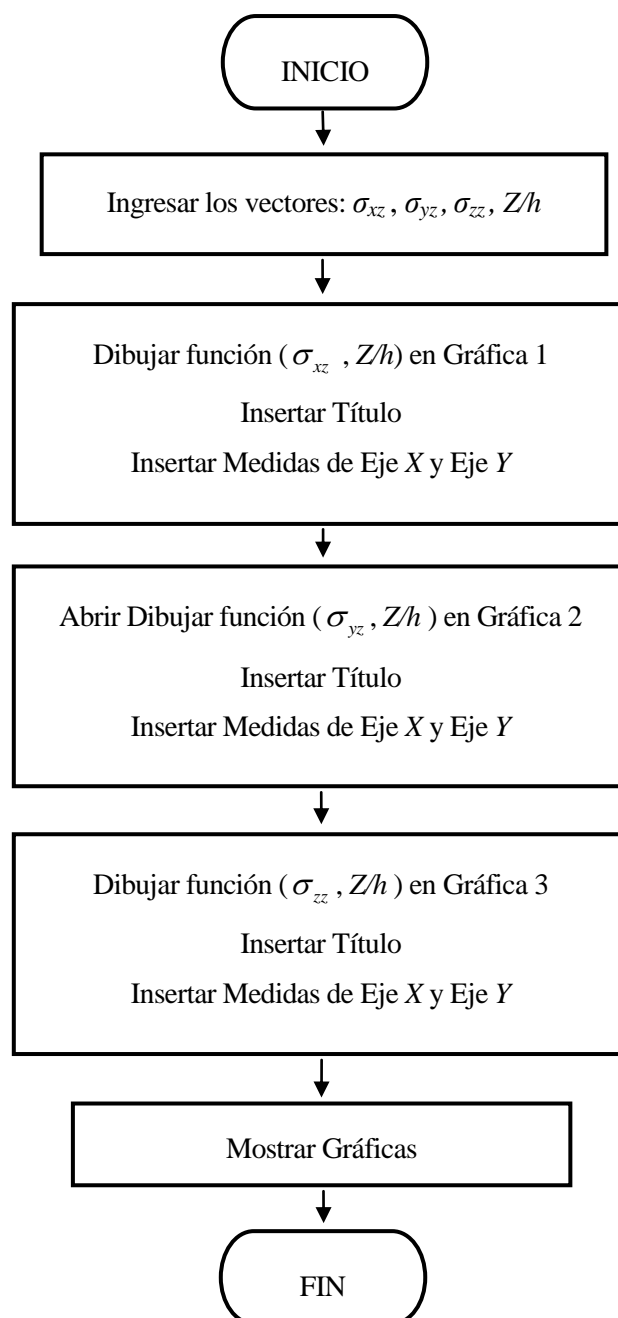 INICIO
Ingresar los vectores: σxz , σyz, σzz, Z/h
Dibujar función ( σxz , Z/h) en Gráfica 1
Insertar Título
Insertar Medidas de Eje X y Eje Y
Abrir Dibujar función ( σyz , Z/h ) en Gráfica 2
Insertar Título
Insertar Medidas de Eje X y Eje Y
Dibujar función ( σzz , Z/h ) en Gráfica 3
Insertar Título
Insertar Medidas de Eje X y Eje Y
Mostrar Gráficas
FIN